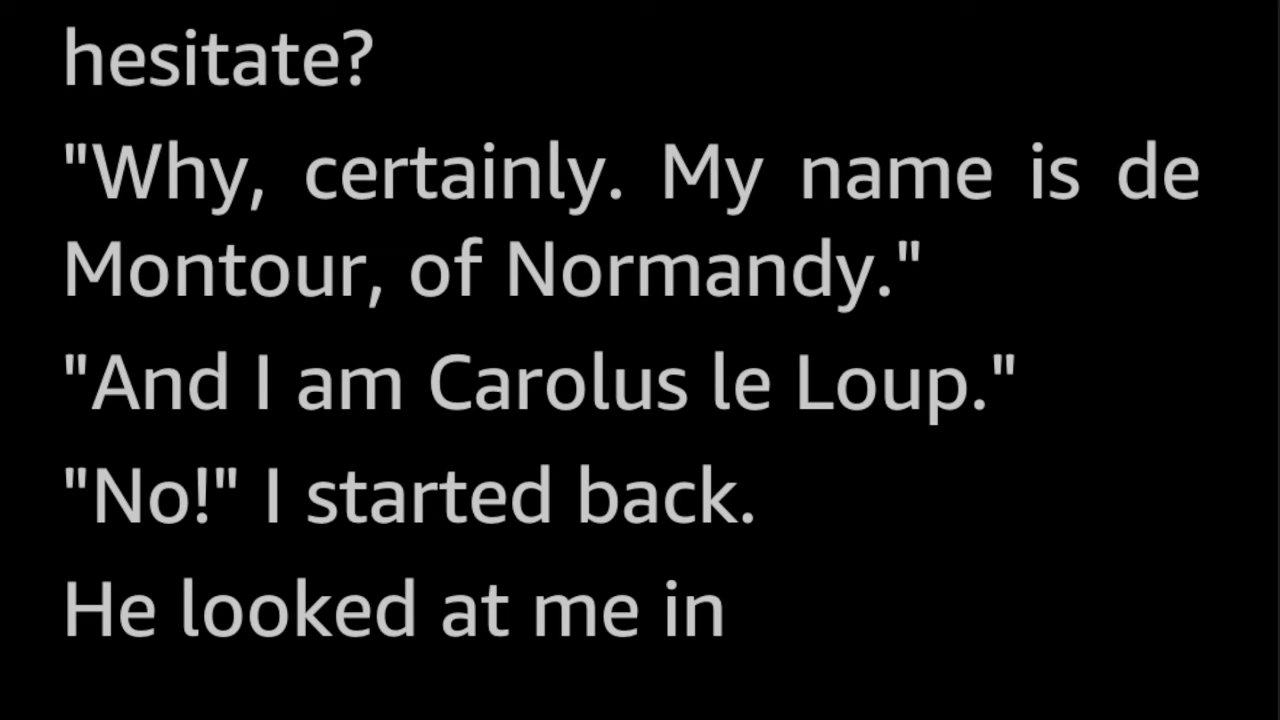 hesitate?
"Why, certainly. My name is de
Montour, of Normandy."
"And I am Carolus le Loup."
"No!" I started back.
He looked at me in